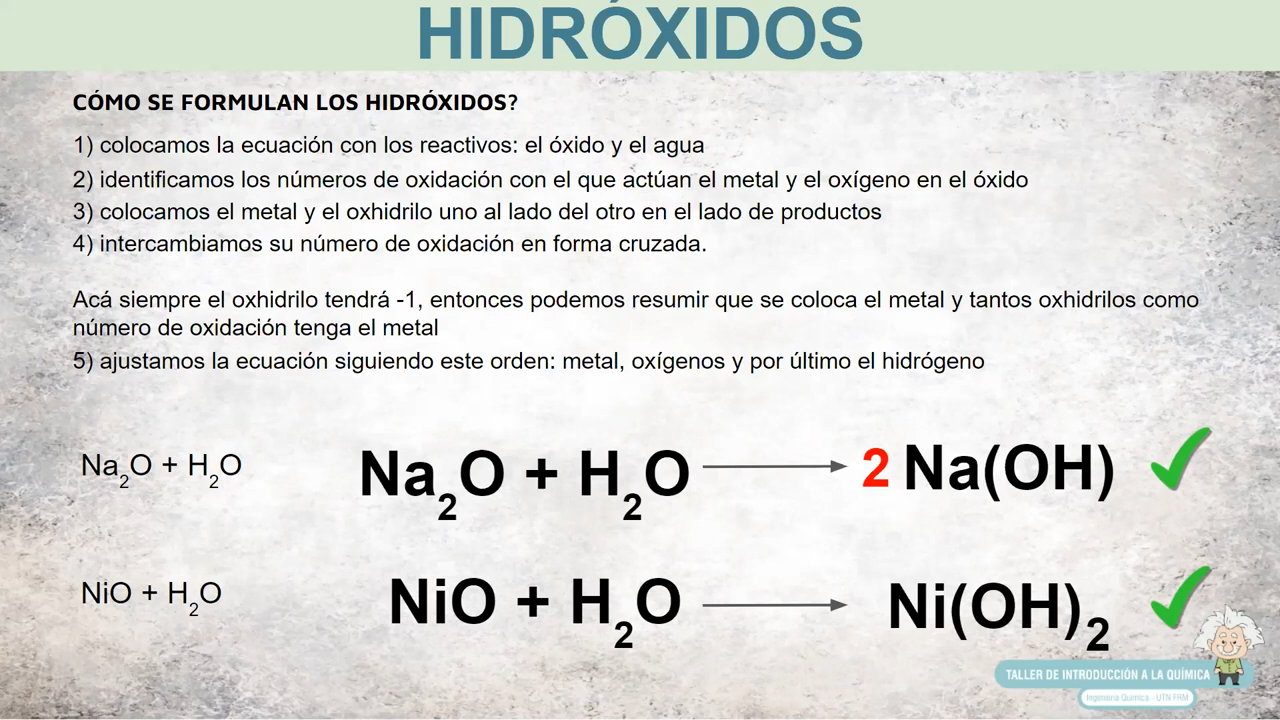 HIDRÓXIDOS
CÓMO SE FORMULAN LOS HIDRÓXIDOS?
1) colocamos la ecuación con los reactivos: el óxido y el agua
2) identificamos los números de oxidación con el que actúan el metal y el oxígeno en el óxido
3) colocamos el metal y el oxhidrilo uno al lado del otro en el lado de productos
4) intercambiamos su número de oxidación en forma cruzada.
Acá siempre el oxhidrilo tendrá -1, entonces podemos resumir que se coloca el metal y tantos oxhidrilos como
número de oxidación tenga el metal
5) ajustamos la ecuación siguiendo este orden: metal, oxígenos y por último el hidrógeno
Na₂O + H₂O
Na₂O + H₂O → 2 Na(OH)
NiO + H₂O
NiO + H₂O → Ni(OH)₂
TALLER DE INTRODUCCIÓN A LA QUÍMICA
Ingeniería Química - UTN FRM